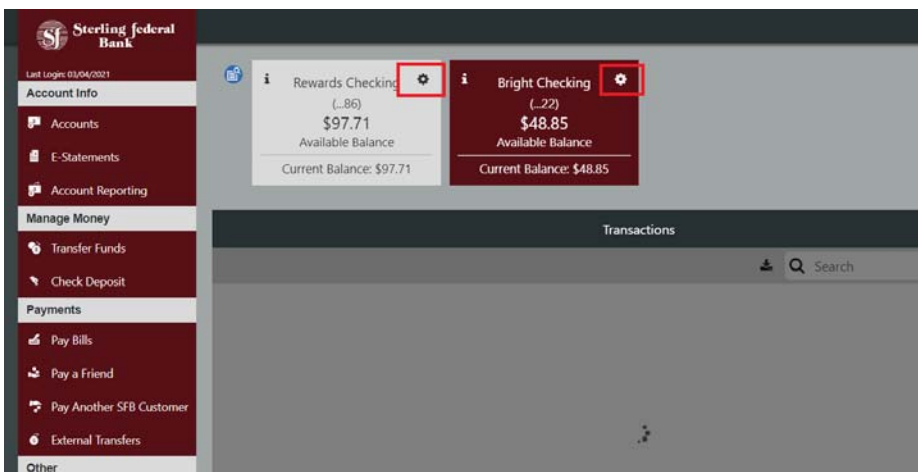 Sterling federal
Bank
Last Login: 03/04/2021
Account Info
Accounts
E-Statements
Account Reporting
Manage Money
Transfer Funds
Check Deposit
Payments
Pay Bills
Pay a Friend
Pay Another SFB Customer
External Transfers
Other
Rewards Checking
(...86)
$97.71
Available Balance
Current Balance: $97.71
Bright Checking
(...22)
$48.85
Available Balance
Current Balance: $48.85
Transactions
Search